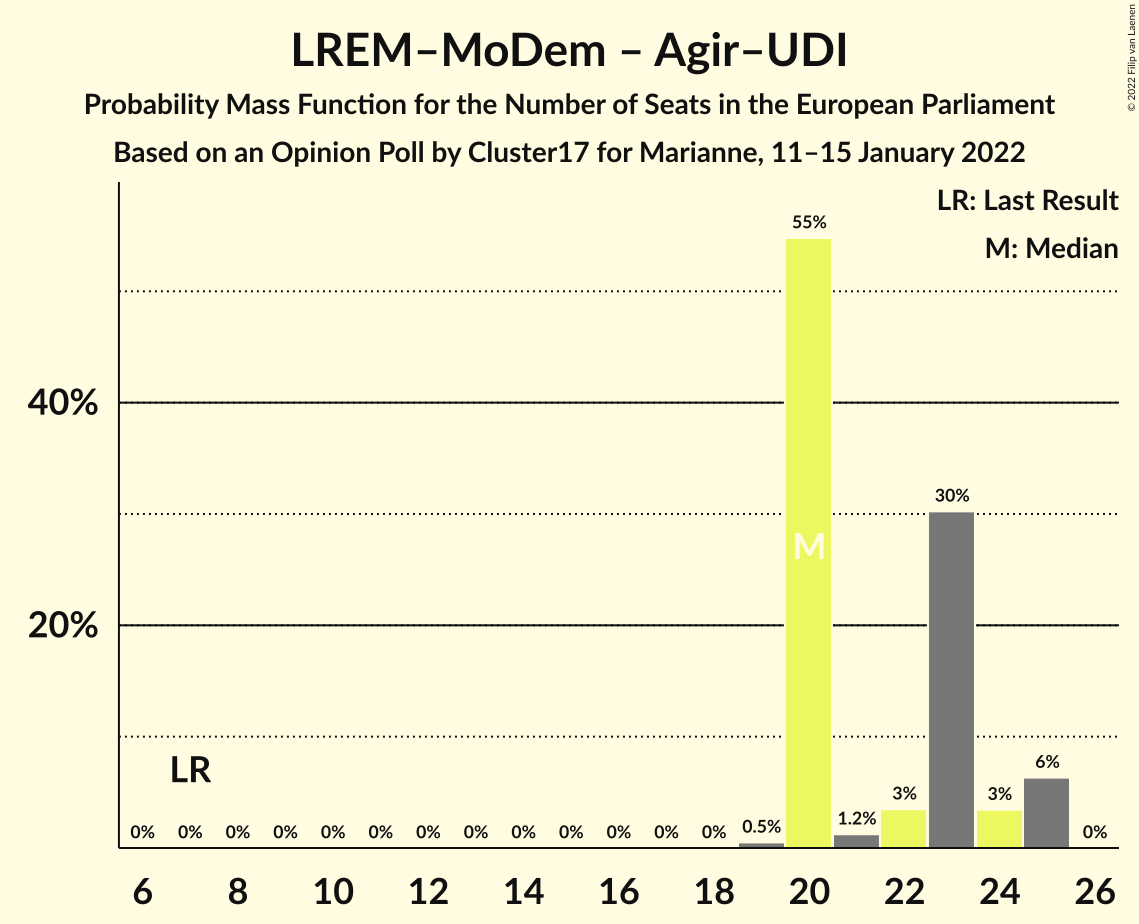 LREM–MoDem – Agir–UDI
Probability Mass Function for the Number of Seats in the European Parliament
Based on an Opinion Poll by Cluster17 for Marianne, 11–15 January 2022
© 2022 Filip van Laenen
LR: Last Result
M: Median
55%
40%
30%
M
20%
LR
6%
3% 3%
0% 0% 0% 0% 0% 0% 0% 0% 0% 0% 0% 0% 0% 0.5% 1.2% 0%
6 8 10 12 14 16 18 20 22 24 26